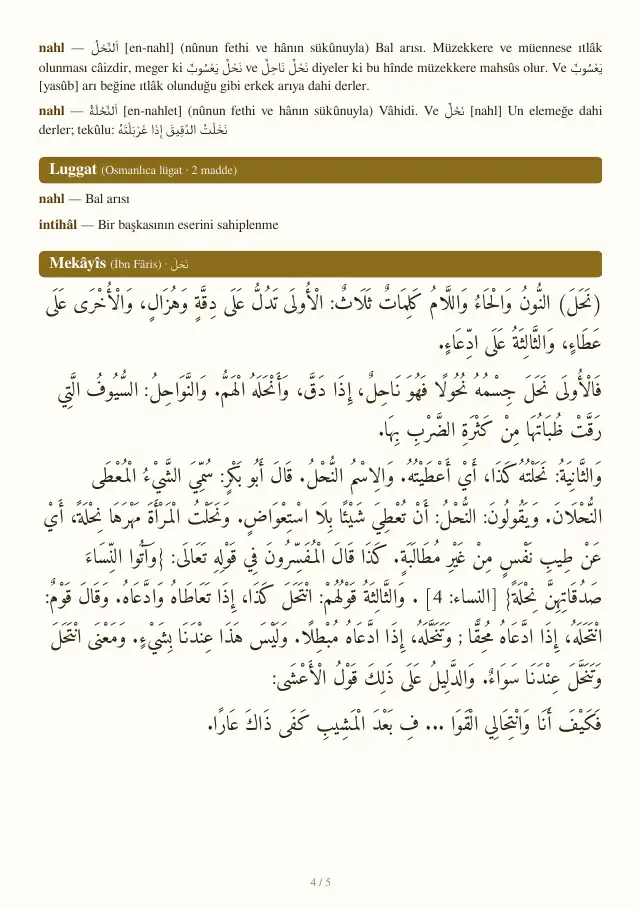 nahl — اَلنَّحْلُ [en-nahl] (nûnun fethi ve hânın sükûnuyla) Bal arısı. Müzekkere ve müennese ıtlâk
olunması câizdir, meger ki نَحْلٌ يَعْسُوبٌ ve نَحْلٌ نَاحِلٌ diyeler ki bu hînde müzekkere mahsûs olur. Ve يَعْسُوبٌ
[yasûb] arı beğine ıtlâk olunduğu gibi erkek arıya dahi derler.
nahl — اَلنَّحْلَةُ [en-nahlet] (nûnun fethi ve hânın sükûnuyla) Vâhidi. Ve نَخْلٌ [nahl] Un elemeğe dahi
derler; tekûlu: نَخَلْتُ الدَّقِيقَ إِذَا غَرْبَلْتَهُ
Luggat (Osmanlıca lügat · 2 madde)
nahl — Bal arısı
intihâl — Bir başkasının eserini sahiplenme
Mekâyîs (İbn Fâris) · نَحَلَ
(نَحَلَ) النُّونُ وَالْحَاءُ وَاللَّامُ كَلِمَاتٌ ثَلَاثٌ: الْأُولَى تَدُلُّ عَلَى دِقَّةٍ وَهُزَالٍ، وَالْأُخْرَى عَلَى
عَطَاءٍ، وَالثَّالِثَةُ عَلَى ادِّعَاءٍ.
فَالْأُولَى نَحَلَ جِسْمُهُ نُحُولًا فَهُوَ نَاحِلٌ، إِذَا دَقَّ، وَأَنْحَلَهُ الْهَمُّ. وَالنَّوَاحِلُ: السُّيُوفُ الَّتِي
رَقَّتْ ظُبَاتُهَا مِنْ كَثْرَةِ الضَّرْبِ بِهَا.
وَالثَّانِيَةُ: نَحَلْتُهُ كَذَا، أَيْ أَعْطَيْتُهُ. وَالِاسْمُ النُّحْلُ. قَالَ أَبُو بَكْرٍ: سُمِّيَ الشَّيْءُ الْمُعْطَى
النُّحْلَانَ. وَيَقُولُونَ: النُّحْلُ: أَنْ تُعْطِيَ شَيْئًا بِلَا اسْتِعْوَاضٍ. وَنَحَلْتُ الْمَرْأَةَ مَهْرَهَا نِحْلَةً، أَيْ
عَنْ طِيبِ نَفْسٍ مِنْ غَيْرِ مُطَالَبَةٍ. كَذَا قَالَ الْمُفَسِّرُونَ فِي قَوْلِهِ تَعَالَى: {وَآتُوا النِّسَاءَ
صَدُقَاتِهِنَّ نِحْلَةً} [النساء: 4] . وَالثَّالِثَةُ قَوْلُهُمْ: انْتَحَلَ كَذَا، إِذَا تَعَاطَاهُ وَادَّعَاهُ. وَقَالَ قَوْمٌ:
انْتَحَلَهُ، إِذَا ادَّعَاهُ مُحِقًّا ; وَتَنَحَّلَهُ، إِذَا ادَّعَاهُ مُبْطِلًا. وَلَيْسَ هَذَا عِنْدَنَا بِشَيْءٍ. وَمَعْنَى انْتَحَلَ
وَتَنَحَّلَ عِنْدَنَا سَوَاءٌ. وَالدَّلِيلُ عَلَى ذَلِكَ قَوْلُ الْأَعْشَى:
فَكَيْفَ أَنَا وَانْتِحَالِي الْقَوَا ... فِ بَعْدَ الْمَشِيبِ كَفَى ذَاكَ عَارًا.
4 / 5